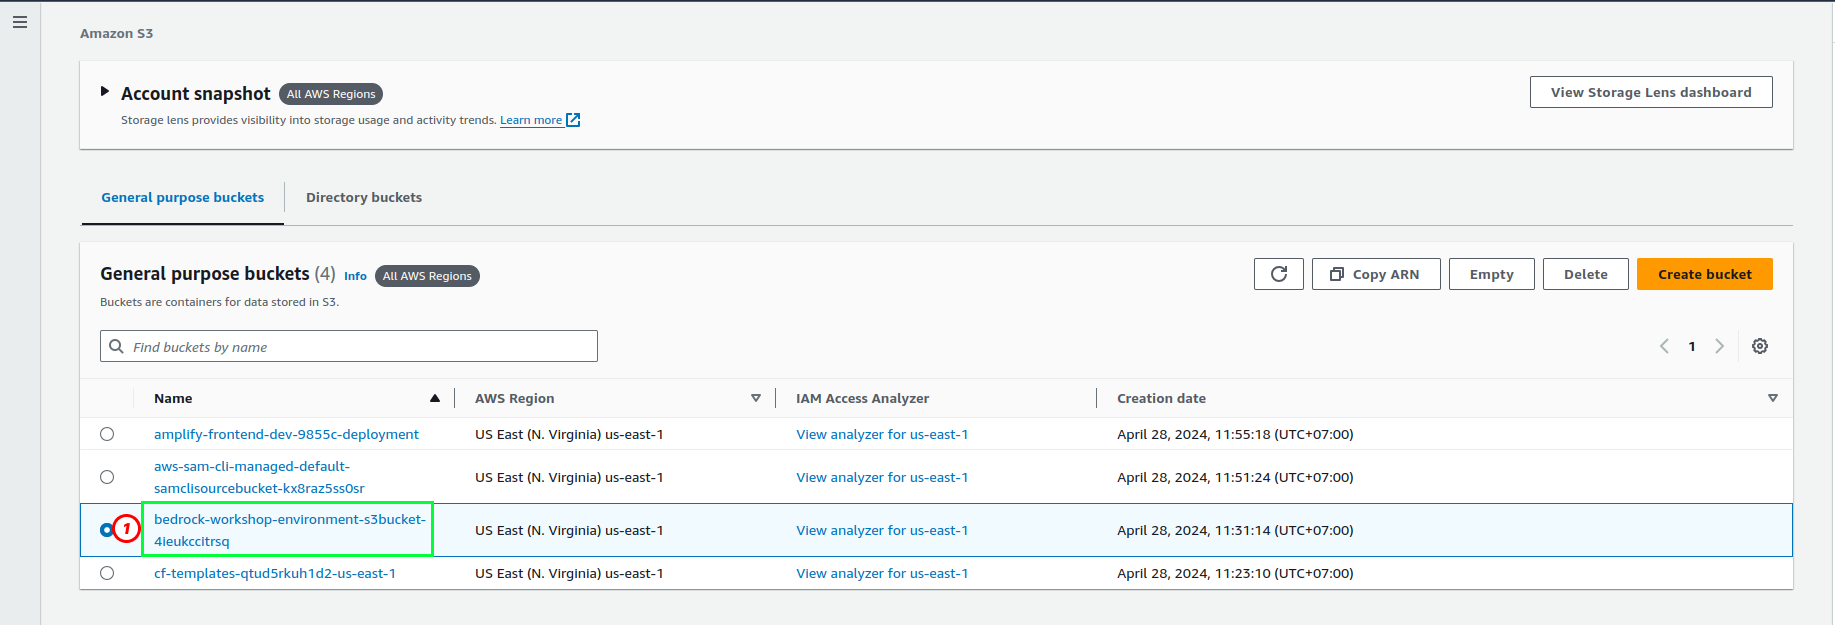 Amazon S3
Account snapshot All AWS Regions
View Storage Lens dashboard
Storage lens provides visibility into storage usage and activity trends. Learn more
General purpose buckets
Directory buckets
General purpose buckets (4) Info All AWS Regions
Copy ARN
Empty
Delete
Create bucket
Buckets are containers for data stored in S3.
Find buckets by name
1
Name
AWS Region
IAM Access Analyzer
Creation date
amplify-frontend-dev-9855c-deployment
US East (N. Virginia) us-east-1
View analyzer for us-east-1
April 28, 2024, 11:55:18 (UTC+07:00)
aws-sam-cli-managed-default-
samclisourcebucket-kx8raz5ss0sr
US East (N. Virginia) us-east-1
View analyzer for us-east-1
April 28, 2024, 11:51:24 (UTC+07:00)
1
bedrock-workshop-environment-s3bucket-
4ieukccitrsq
US East (N. Virginia) us-east-1
View analyzer for us-east-1
April 28, 2024, 11:31:14 (UTC+07:00)
cf-templates-qtud5rkuh1d2-us-east-1
US East (N. Virginia) us-east-1
View analyzer for us-east-1
April 28, 2024, 11:23:10 (UTC+07:00)